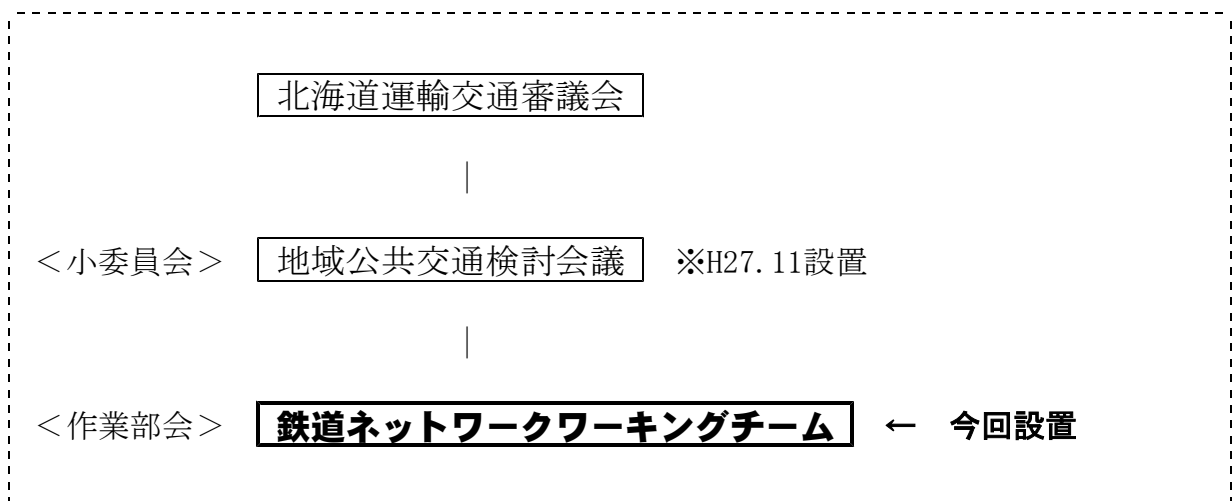 北海道運輸交通審議会
|
＜小委員会＞ 地域公共交通検討会議 ※H27.11設置
|
＜作業部会＞ 鉄道ネットワークワーキングチーム ← 今回設置